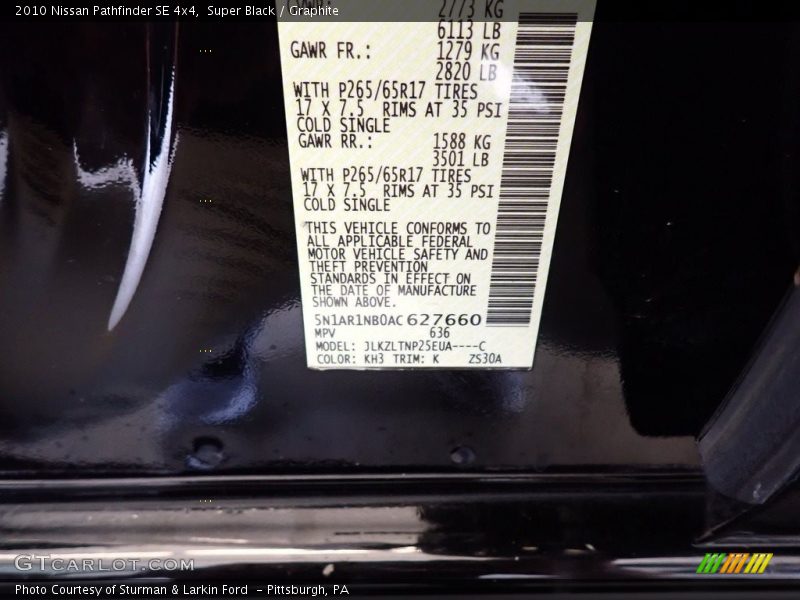 2010 Nissan Pathfinder SE 4x4, Super Black / Graphite
2773 KG
6113 LB
GAWR FR.: 1279 KG
2820 LB
WITH P265/65R17 TIRES
17 X 7.5 RIMS AT 35 PSI
COLD SINGLE
GAWR RR.: 1588 KG
3501 LB
WITH P265/65R17 TIRES
17 X 7.5 RIMS AT 35 PSI
COLD SINGLE
THIS VEHICLE CONFORMS TO
ALL APPLICABLE FEDERAL
MOTOR VEHICLE SAFETY AND
THEFT PREVENTION
STANDARDS IN EFFECT ON
THE DATE OF MANUFACTURE
SHOWN ABOVE.
5N1AR1NB0AC627660
MPV 636
MODEL: JLKZLTNP25EUA----C
COLOR: KH3 TRIM: K ZS30A
GTCARLOT.COM
Photo Courtesy of Sturman & Larkin Ford - Pittsburgh, PA